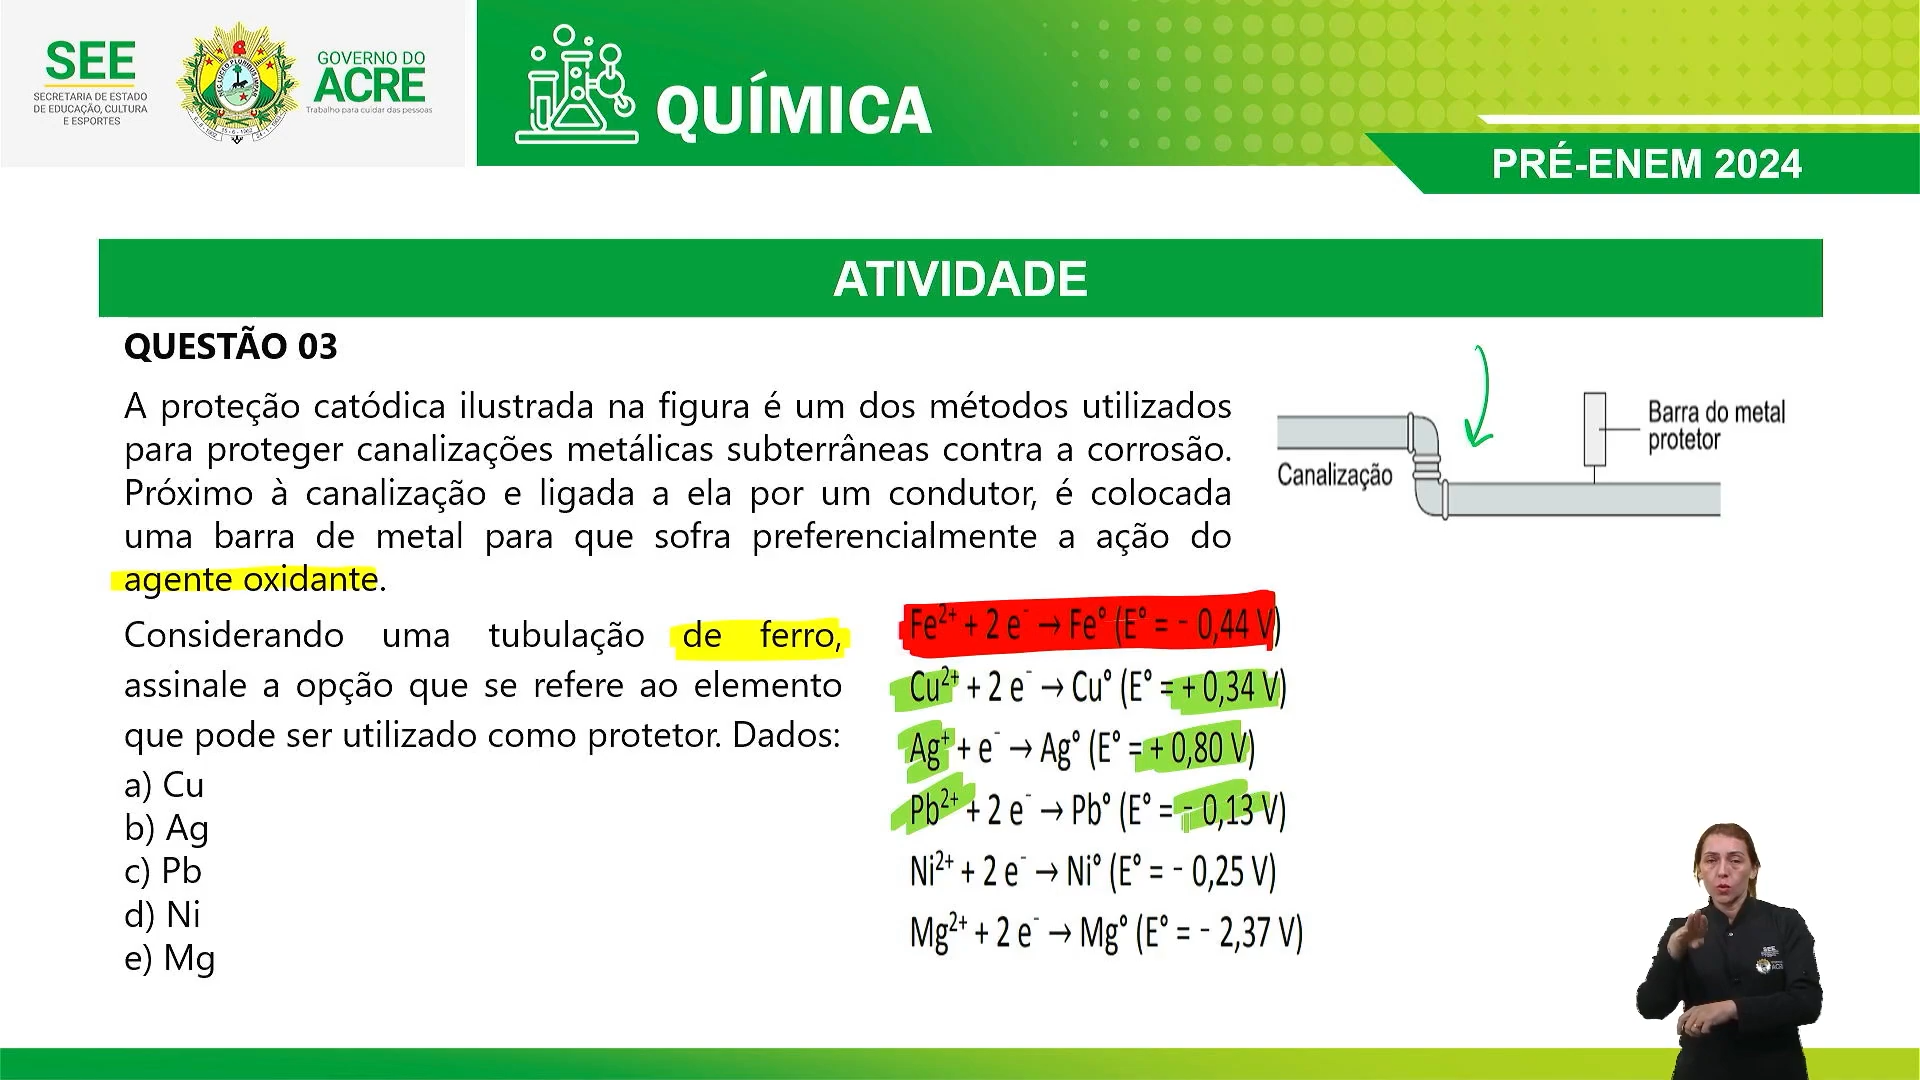 SEE
SECRETARIA DE ESTADO
DE EDUCAÇÃO, CULTURA
E ESPORTES
GOVERNO DO
ACRE
Trabalho para cuidar das pessoas
QUÍMICA
PRÉ-ENEM 2024
ATIVIDADE
QUESTÃO 03
A proteção catódica ilustrada na figura é um dos métodos utilizados
para proteger canalizações metálicas subterrâneas contra a corrosão.
Próximo à canalização e ligada a ela por um condutor, é colocada
uma barra de metal para que sofra preferencialmente a ação do
agente oxidante.
Canalização
Barra do metal
protetor
Considerando uma tubulação de ferro,
assinale a opção que se refere ao elemento
que pode ser utilizado como protetor. Dados:
a) Cu
b) Ag
c) Pb
d) Ni
e) Mg
Fe²⁺ + 2 e⁻ → Fe° (E° = - 0,44 V)
Cu²⁺ + 2 e⁻ → Cu° (E° = + 0,34 V)
Ag⁺ + e⁻ → Ag° (E° = + 0,80 V)
Pb²⁺ + 2 e⁻ → Pb° (E° = - 0,13 V)
Ni²⁺ + 2 e⁻ → Ni° (E° = - 0,25 V)
Mg²⁺ + 2 e⁻ → Mg° (E° = - 2,37 V)